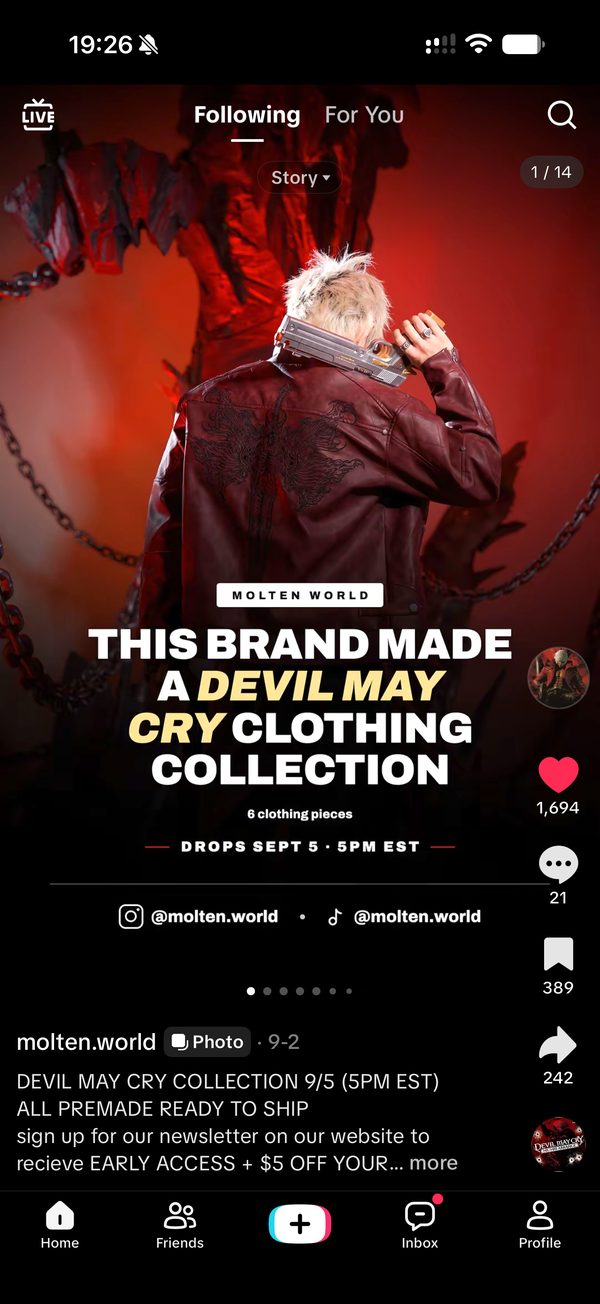 19:26
LIVE
Following
For You
Story
1 / 14
MOLTEN WORLD
THIS BRAND MADE
A DEVIL MAY
CRY CLOTHING
COLLECTION
6 clothing pieces
DROPS SEPT 5 · 5PM EST
@molten.world • @molten.world
1,694
21
389
242
molten.world Photo · 9-2
DEVIL MAY CRY COLLECTION 9/5 (5PM EST)
ALL PREMADE READY TO SHIP
sign up for our newsletter on our website to
recieve EARLY ACCESS + $5 OFF YOUR... more
DEVIL MAY CRY
Home
Friends
Inbox
Profile